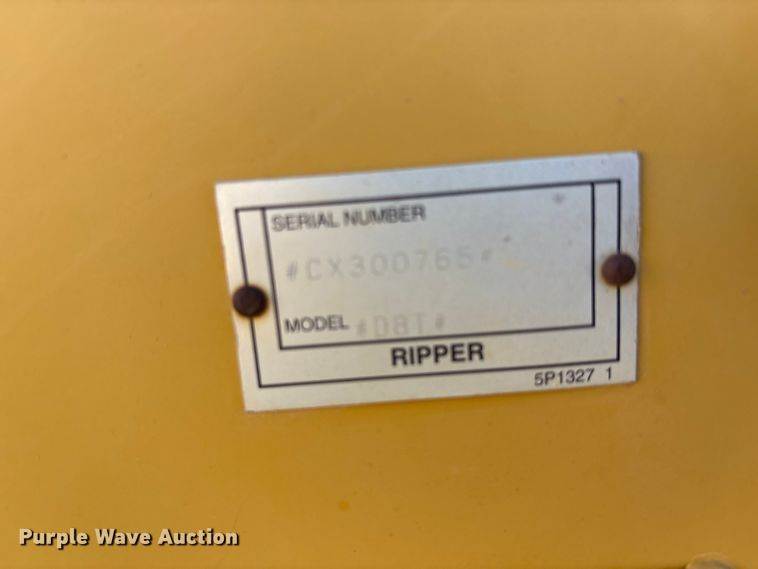 SERIAL NUMBER
#CX300765#
MODEL #D8T#
RIPPER
5P1327 1
Purple Wave Auction®